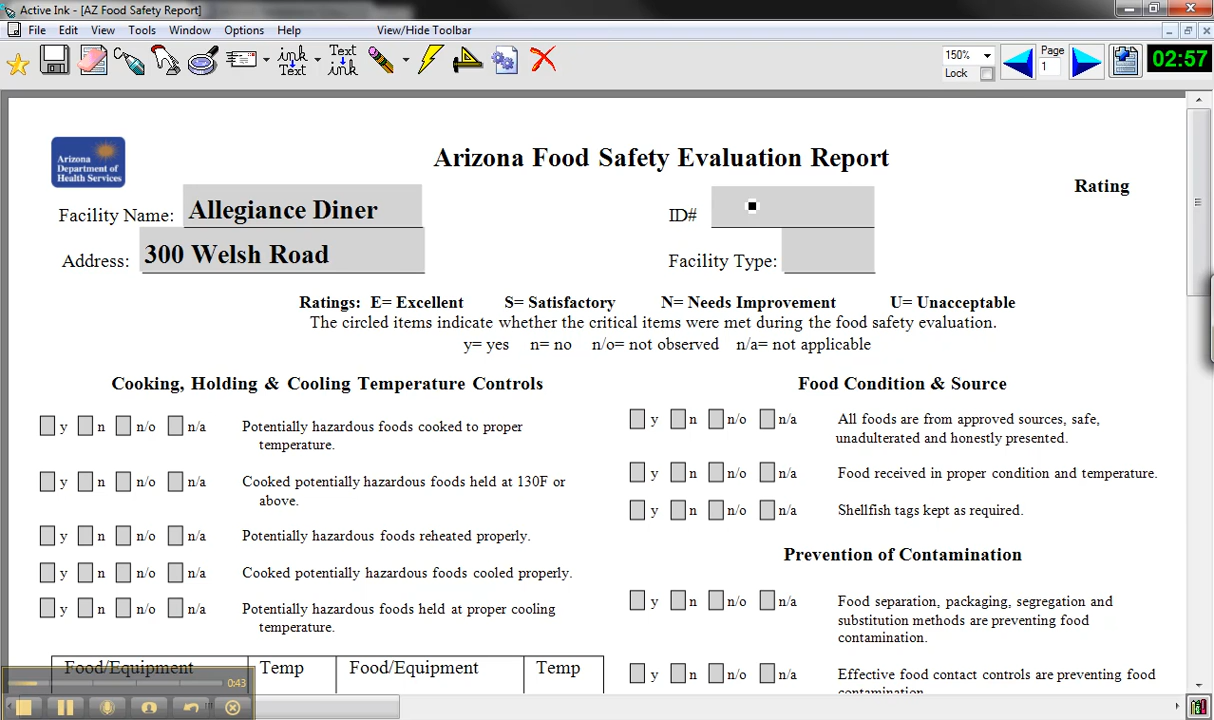 Active Ink - [AZ Food Safety Report]
File Edit View Tools Window Options Help View/Hide Toolbar
ink Text Text ink 150% Lock Page 1 02:57
Arizona Department of Health Services
Arizona Food Safety Evaluation Report
Rating
Facility Name: Allegiance Diner ID#
Address: 300 Welsh Road Facility Type:
Ratings: E= Excellent S= Satisfactory N= Needs Improvement U= Unacceptable
The circled items indicate whether the critical items were met during the food safety evaluation.
y= yes n= no n/o= not observed n/a= not applicable
Cooking, Holding & Cooling Temperature Controls
y n n/o n/a Potentially hazardous foods cooked to proper
temperature.
y n n/o n/a Cooked potentially hazardous foods held at 130F or
above.
y n n/o n/a Potentially hazardous foods reheated properly.
y n n/o n/a Cooked potentially hazardous foods cooled properly.
y n n/o n/a Potentially hazardous foods held at proper cooling
temperature.
Food/Equipment Temp Food/Equipment Temp
Food Condition & Source
y n n/o n/a All foods are from approved sources, safe,
unadulterated and honestly presented.
y n n/o n/a Food received in proper condition and temperature.
y n n/o n/a Shellfish tags kept as required.
Prevention of Contamination
y n n/o n/a Food separation, packaging, segregation and
substitution methods are preventing food
contamination.
y n n/o n/a Effective food contact controls are preventing food
contamination.
0:43